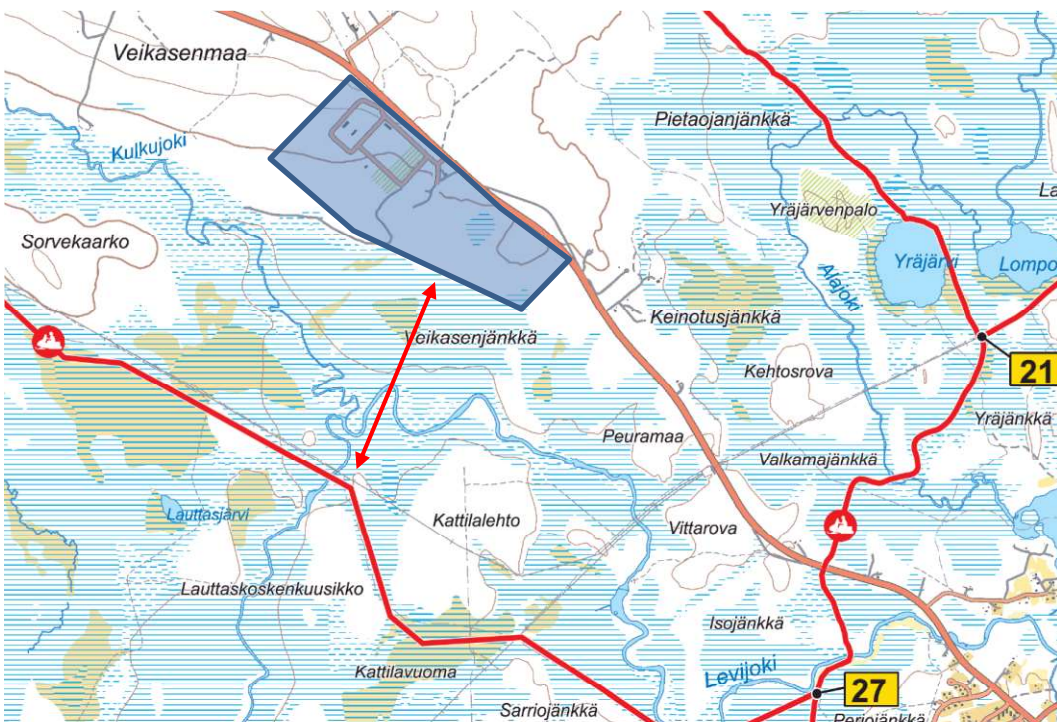 Veikasenmaa
Pietaojanjänkkä
Kulkujoki
Yräjärvenpalo
Sorvekaarko
Alajoki
Yräjärvi
Lompo
Keinotusjänkkä
Veikasenjänkkä
Kehtosrova
21
Yräjänkkä
Peuramaa
Valkamajänkkä
Lauttasjärvi
Kattilalehto
Vittarova
Lauttaskoskenkuusikko
Isojänkkä
Kattilavuoma
Levijoki
27
Sarriojänkkä